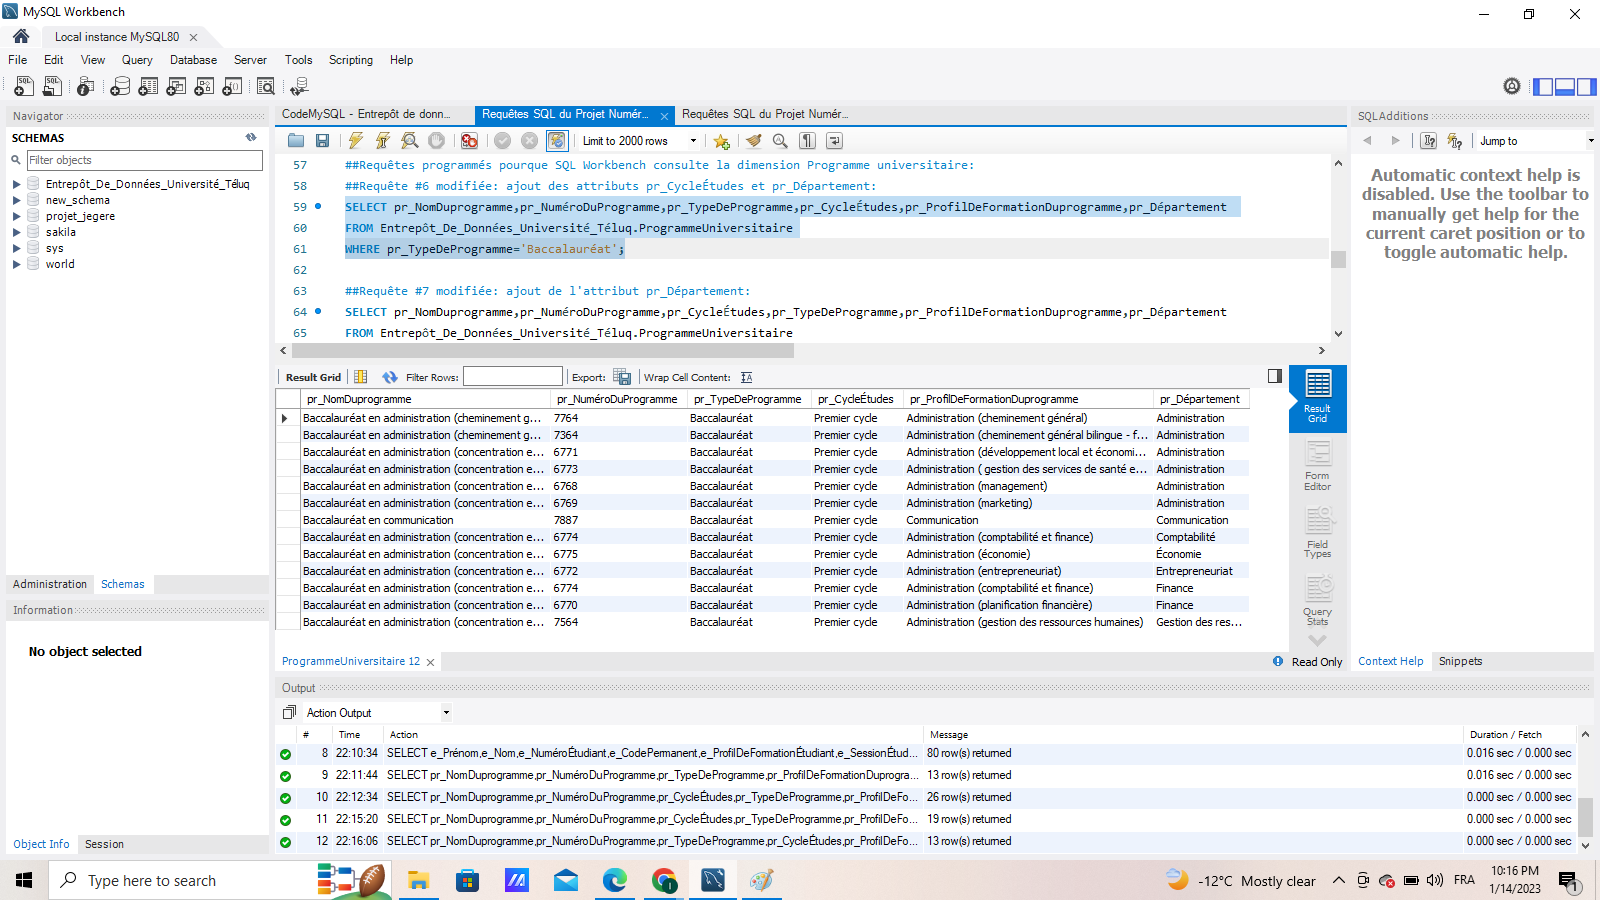 MySQL Workbench
Local instance MySQL80
File Edit View Query Database Server Tools Scripting Help
Navigator
SCHEMAS
Filter objects
Entrepôt_De_Données_Université_Téluq
new_schema
projet_jegere
sakila
sys
world
Administration Schemas
Information
No object selected
Object Info Session
CodeMySQL - Entrepôt de donn... Requêtes SQL du Projet Numér... Requêtes SQL du Projet Numér...
Limit to 2000 rows
57 ##Requêtes programmés pourque SQL Workbench consulte la dimension Programme universitaire:
58 ##Requête #6 modifiée: ajout des attributs pr_CycleÉtudes et pr_Département:
59 SELECT pr_NomDuprogramme,pr_NuméroDuProgramme,pr_TypeDeProgramme,pr_CycleÉtudes,pr_ProfilDeFormationDuprogramme,pr_Département
60 FROM Entrepôt_De_Données_Université_Téluq.ProgrammeUniversitaire
61 WHERE pr_TypeDeProgramme='Baccalauréat';
62
63 ##Requête #7 modifiée: ajout de l'attribut pr_Département:
64 SELECT pr_NomDuprogramme,pr_NuméroDuProgramme,pr_CycleÉtudes,pr_TypeDeProgramme,pr_ProfilDeFormationDuprogramme,pr_Département
65 FROM Entrepôt_De_Données_Université_Téluq.ProgrammeUniversitaire
Result Grid Filter Rows: Export: Wrap Cell Content:
pr_NomDuprogramme pr_NuméroDuProgramme pr_TypeDeProgramme pr_CycleÉtudes pr_ProfilDeFormationDuprogramme pr_Département
Baccalauréat en administration (cheminement g... 7764 Baccalauréat Premier cycle Administration (cheminement général) Administration
Baccalauréat en administration (cheminement g... 7364 Baccalauréat Premier cycle Administration (cheminement général bilingue - f... Administration
Baccalauréat en administration (concentration e... 6771 Baccalauréat Premier cycle Administration (développement local et économi... Administration
Baccalauréat en administration (concentration e... 6773 Baccalauréat Premier cycle Administration ( gestion des services de santé e... Administration
Baccalauréat en administration (concentration e... 6768 Baccalauréat Premier cycle Administration (management) Administration
Baccalauréat en administration (concentration e... 6769 Baccalauréat Premier cycle Administration (marketing) Administration
Baccalauréat en communication 7887 Baccalauréat Premier cycle Communication Communication
Baccalauréat en administration (concentration e... 6774 Baccalauréat Premier cycle Administration (comptabilité et finance) Comptabilité
Baccalauréat en administration (concentration e... 6775 Baccalauréat Premier cycle Administration (économie) Économie
Baccalauréat en administration (concentration e... 6772 Baccalauréat Premier cycle Administration (entrepreneuriat) Entrepreneuriat
Baccalauréat en administration (concentration e... 6774 Baccalauréat Premier cycle Administration (comptabilité et finance) Finance
Baccalauréat en administration (concentration e... 6770 Baccalauréat Premier cycle Administration (planification financière) Finance
Baccalauréat en administration (concentration e... 7564 Baccalauréat Premier cycle Administration (gestion des ressources humaines) Gestion des res...
Result Grid
Form Editor
Field Types
Query Stats
ProgrammeUniversitaire 12
Read Only
SQLAdditions
Jump to
Automatic context help is
disabled. Use the toolbar to
manually get help for the
current caret position or to
toggle automatic help.
Context Help Snippets
Output
Action Output
# Time Action Message Duration / Fetch
8 22:10:34 SELECT e_Prénom,e_Nom,e_NuméroÉtudiant,e_CodePemanent,e_ProfilDeFormationÉtudiant,e_SessionÉtud... 80 row(s) returned 0.016 sec / 0.000 sec
9 22:11:44 SELECT pr_NomDuprogramme,pr_NuméroDuProgramme,pr_TypeDeProgramme,pr_ProfilDeFormationDuprogra... 13 row(s) returned 0.016 sec / 0.000 sec
10 22:12:34 SELECT pr_NomDuprogramme,pr_NuméroDuProgramme,pr_CycleÉtudes,pr_TypeDeProgramme,pr_ProfilDeFo... 26 row(s) returned 0.000 sec / 0.000 sec
11 22:15:20 SELECT pr_NomDuprogramme,pr_NuméroDuProgramme,pr_CycleÉtudes,pr_TypeDeProgramme,pr_ProfilDeFo... 19 row(s) returned 0.000 sec / 0.000 sec
12 22:16:06 SELECT pr_NomDuprogramme,pr_NuméroDuProgramme,pr_TypeDeProgramme,pr_CycleÉtudes,pr_ProfilDeFo... 13 row(s) returned 0.000 sec / 0.000 sec
Type here to search
-12°C Mostly clear
FRA
10:16 PM
1/14/2023
1